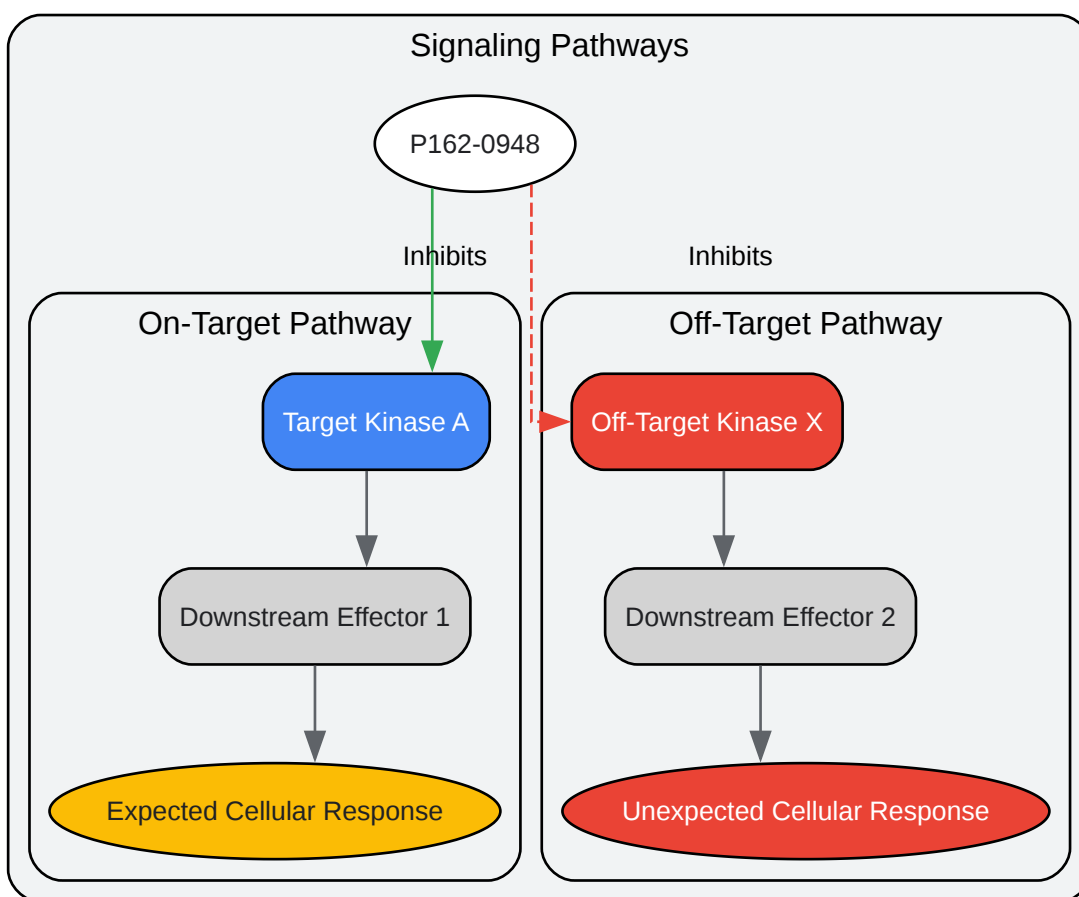 Signaling Pathways
P162-0948
Inhibits
Inhibits
On-Target Pathway
Off-Target Pathway
Target Kinase A
Off-Target Kinase X
Downstream Effector 1
Downstream Effector 2
Expected Cellular Response
Unexpected Cellular Response